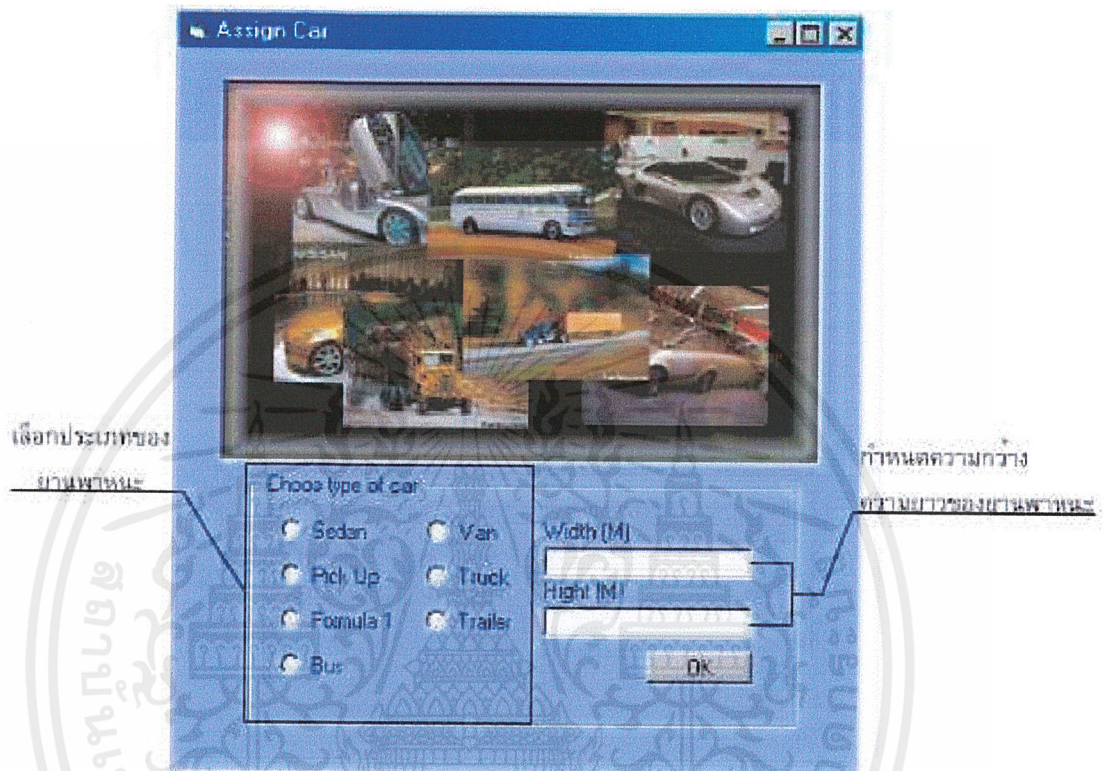 Assign Car
เลือกประเภทของ
ยานพาหนะ
กำหนดความกว้าง
ความยาวของยานพาหนะ
Choos type of car
Sedan
Van
Pick Up
Truck
Formula 1
Trailer
Bus
Width (M)
Hight (M)
OK